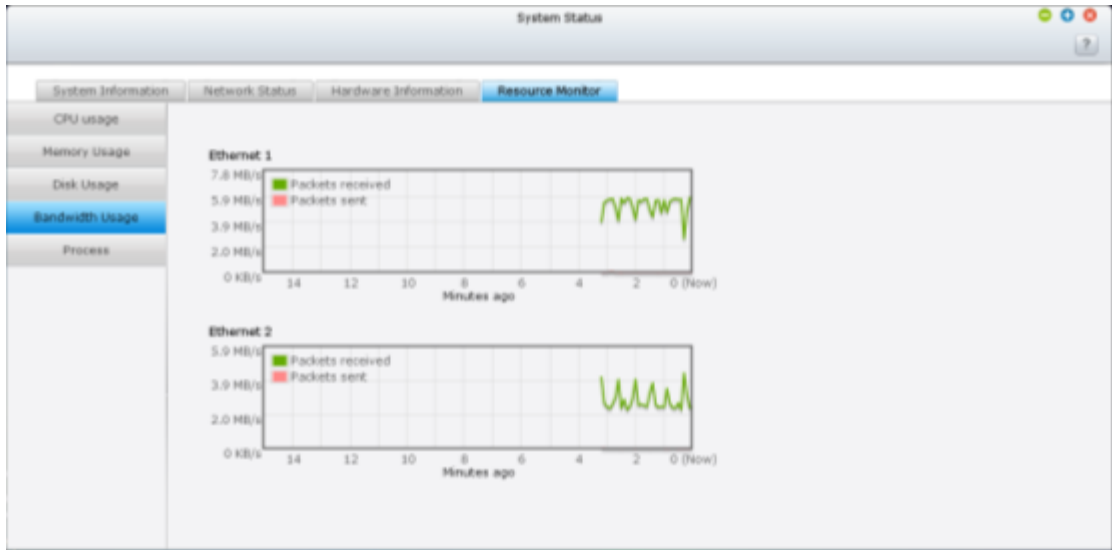 System Status
?
System Information Network Status Hardware Information Resource Monitor
CPU usage
Memory Usage
Disk Usage
Bandwidth Usage
Process
Ethernet 1
7.8 MB/s
Packets received
5.9 MB/s
Packets sent
3.9 MB/s
2.0 MB/s
0 KB/s
14 12 10 8 6 4 2 0 (Now)
Minutes ago
Ethernet 2
5.9 MB/s
Packets received
Packets sent
3.9 MB/s
2.0 MB/s
0 KB/s
14 12 10 8 6 4 2 0 (Now)
Minutes ago